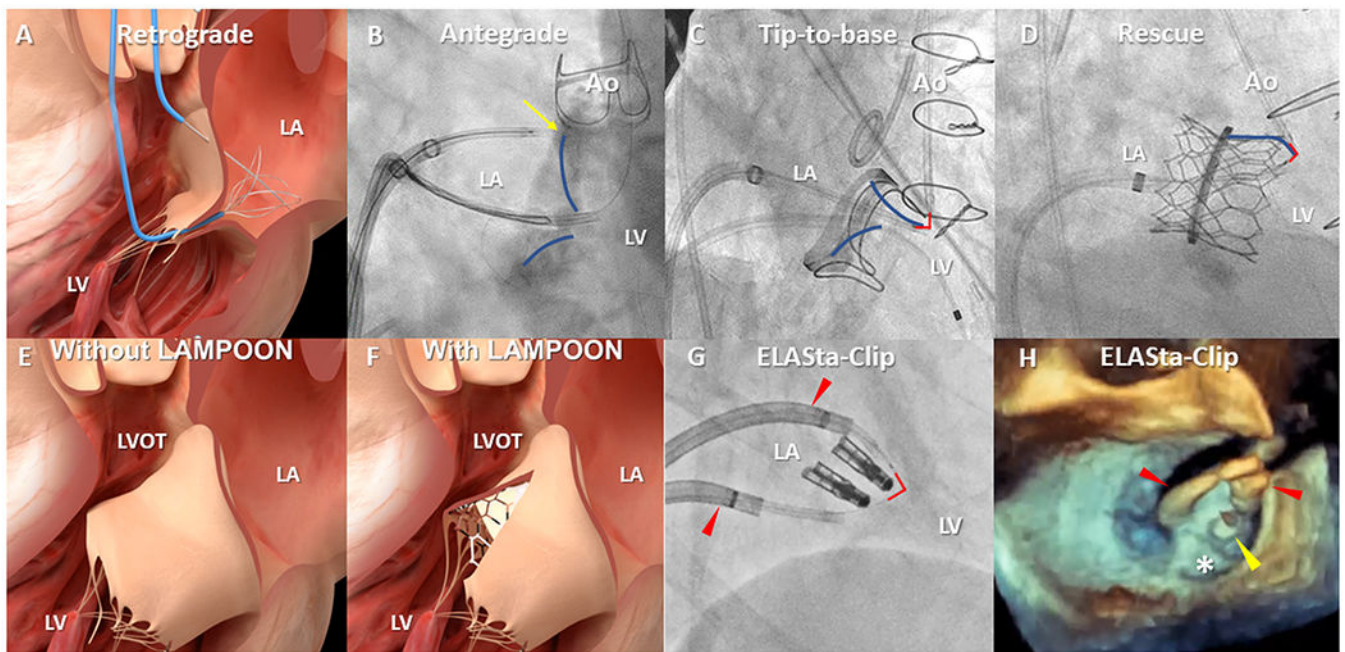 A Retrograde
LA
LV
B Antegrade
Ao
LA
LV
C Tip-to-base
Ao
LA
LV
D Rescue
Ao
LA
LV
E Without LAMPOON
LVOT
LA
LV
F With LAMPOON
LVOT
LA
LV
G ELASta-Clip
LA
LV
H ELASta-Clip
*